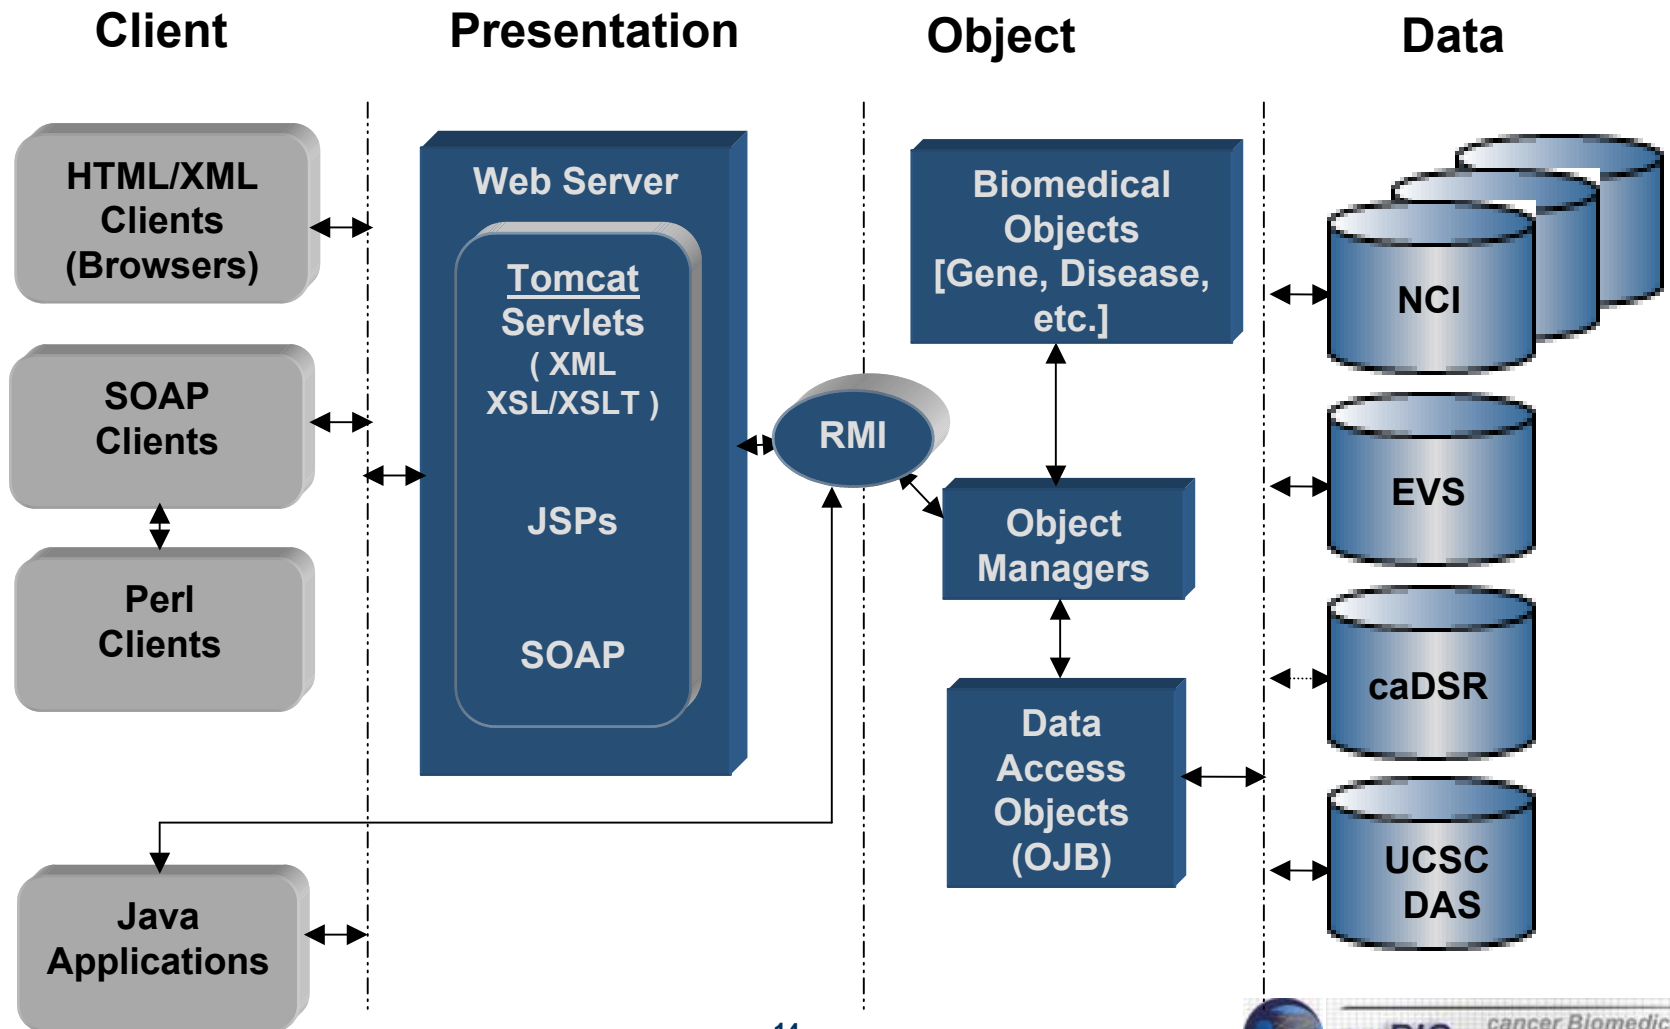 Client
Presentation
Object
Data
HTML/XML
Clients
(Browsers)
SOAP
Clients
Perl
Clients
Java
Applications
Web Server
Tomcat
Servlets
( XML
XSL/XSLT )
JSPs
SOAP
RMI
Biomedical
Objects
[Gene, Disease,
etc.]
Object
Managers
Data
Access
Objects
(OJB)
NCI
EVS
caDSR
UCSC
DAS
cancer Biomedic